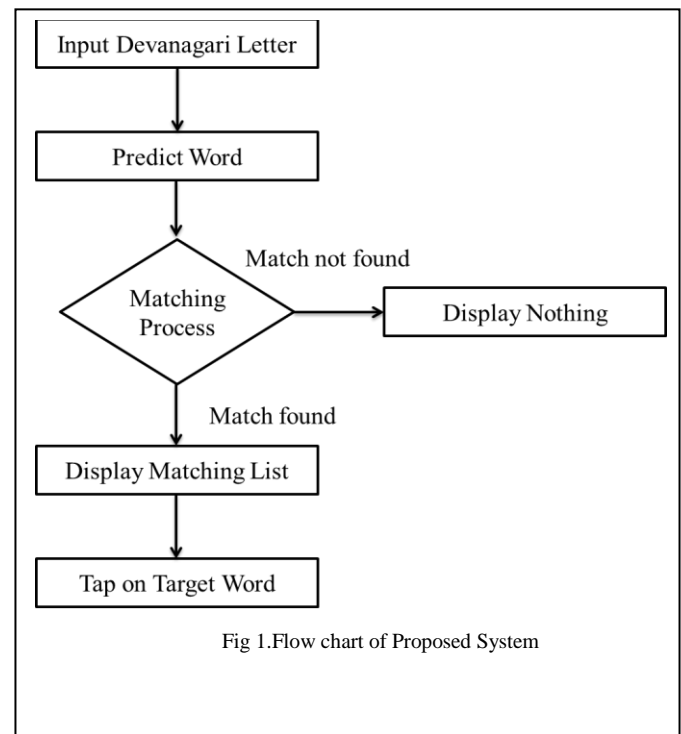 Input Devanagari Letter
Predict Word
Match not found
Matching
Process
Display Nothing
Match found
Display Matching List
Tap on Target Word
Fig 1.Flow chart of Proposed System